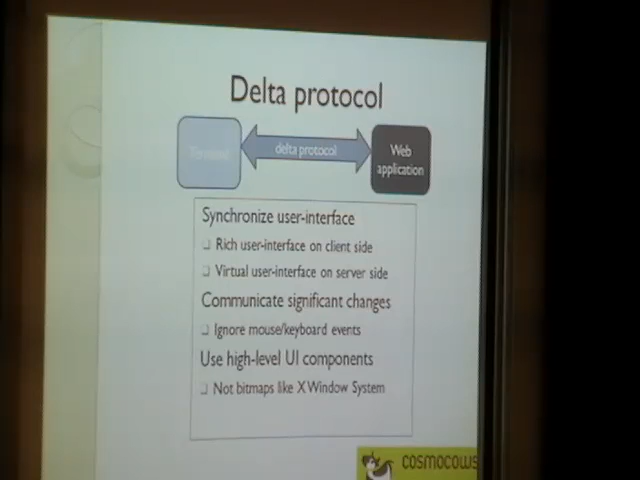 Delta protocol
Terminal
delta protocol
Web
application
Synchronize user-interface
❑ Rich user-interface on client side
❑ Virtual user-interface on server side
Communicate significant changes
❑ Ignore mouse/keyboard events
Use high-level UI components
❑ Not bitmaps like X Window System
cosmocows